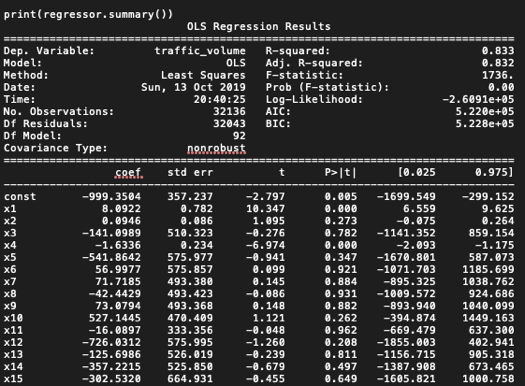 print(regressor.summary())
OLS Regression Results
==============================================================================
Dep. Variable: traffic_volume R-squared: 0.833
Model: OLS Adj. R-squared: 0.832
Method: Least Squares F-statistic: 1736.
Date: Sun, 13 Oct 2019 Prob (F-statistic): 0.00
Time: 20:40:25 Log-Likelihood: -2.6091e+05
No. Observations: 32136 AIC: 5.220e+05
Df Residuals: 32043 BIC: 5.228e+05
Df Model: 92
Covariance Type: nonrobust
==============================================================================
coef std err t P>|t| [0.025 0.975]
------------------------------------------------------------------------------
const -999.3504 357.237 -2.797 0.005 -1699.549 -299.152
x1 8.0922 0.782 10.347 0.000 6.559 9.625
x2 0.0946 0.086 1.095 0.273 -0.075 0.264
x3 -141.0989 510.323 -0.276 0.782 -1141.352 859.154
x4 -1.6336 0.234 -6.974 0.000 -2.093 -1.175
x5 -541.8642 575.977 -0.941 0.347 -1670.801 587.073
x6 56.9977 575.857 0.099 0.921 -1071.703 1185.699
x7 71.7185 493.380 0.145 0.884 -895.325 1038.762
x8 -42.4429 493.423 -0.086 0.931 -1009.572 924.686
x9 73.0794 493.368 0.148 0.882 -893.940 1040.099
x10 527.1445 470.409 1.121 0.262 -394.874 1449.163
x11 -16.0897 333.356 -0.048 0.962 -669.479 637.300
x12 -726.0312 575.995 -1.260 0.208 -1855.003 402.941
x13 -125.6986 526.019 -0.239 0.811 -1156.715 905.318
x14 -357.2215 525.850 -0.679 0.497 -1387.908 673.465
x15 -302.5320 664.931 -0.455 0.649 -1605.821 1000.758